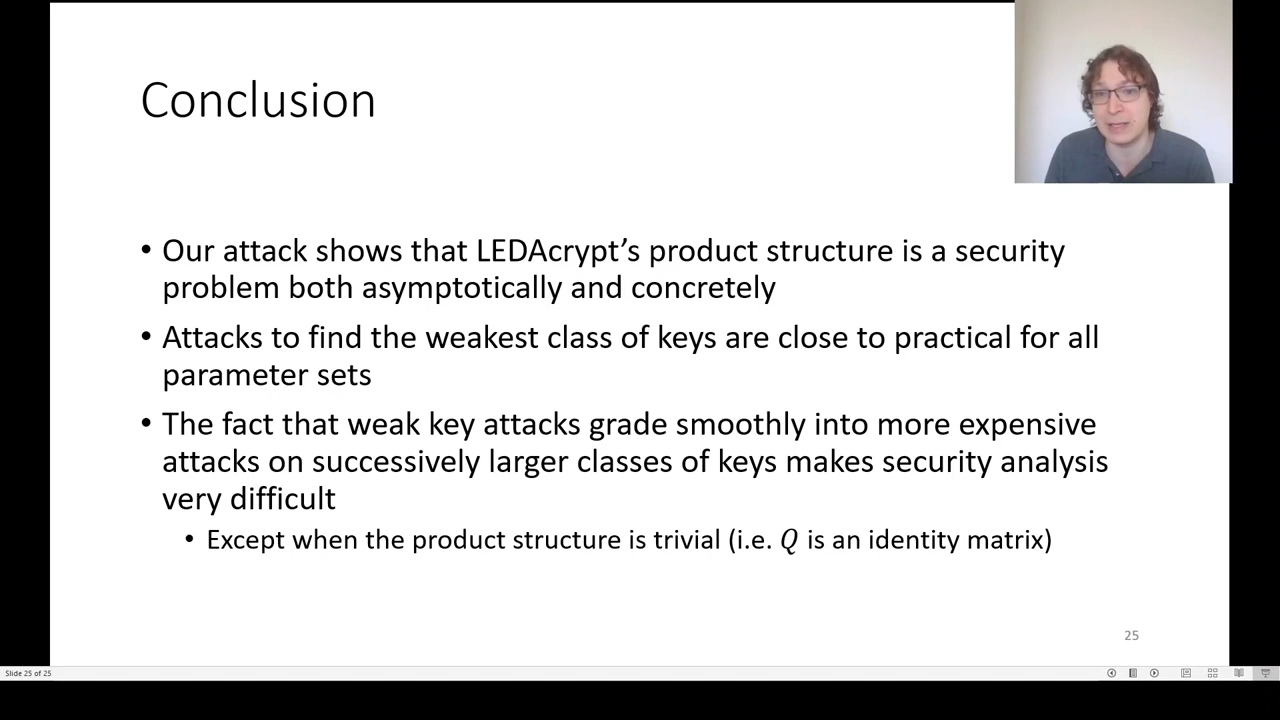 Conclusion
• Our attack shows that LEDAcrypt’s product structure is a security
problem both asymptotically and concretely
• Attacks to find the weakest class of keys are close to practical for all
parameter sets
• The fact that weak key attacks grade smoothly into more expensive
attacks on successively larger classes of keys makes security analysis
very difficult
• Except when the product structure is trivial (i.e. Q is an identity matrix)
25
Slide 25 of 25